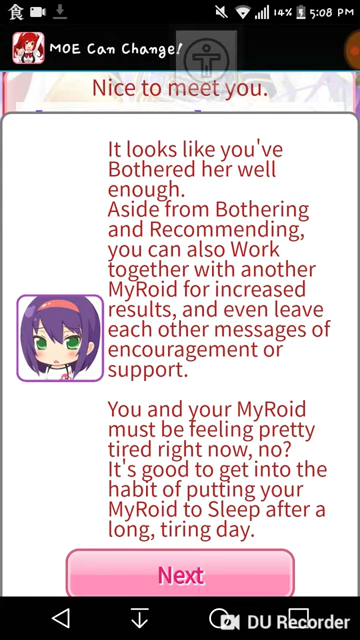 食 14% 5:08 PM
MOE Can Change!
Nice to meet you.
It looks like you've
Bothered her well
enough.
Aside from Bothering
and Recommending,
you can also Work
together with another
MyRoid for increased
results, and even leave
each other messages of
encouragement or
support.
You and your MyRoid
must be feeling pretty
tired right now, no?
It's good to get into the
habit of putting your
MyRoid to Sleep after a
long, tiring day.
Next
DU Recorder